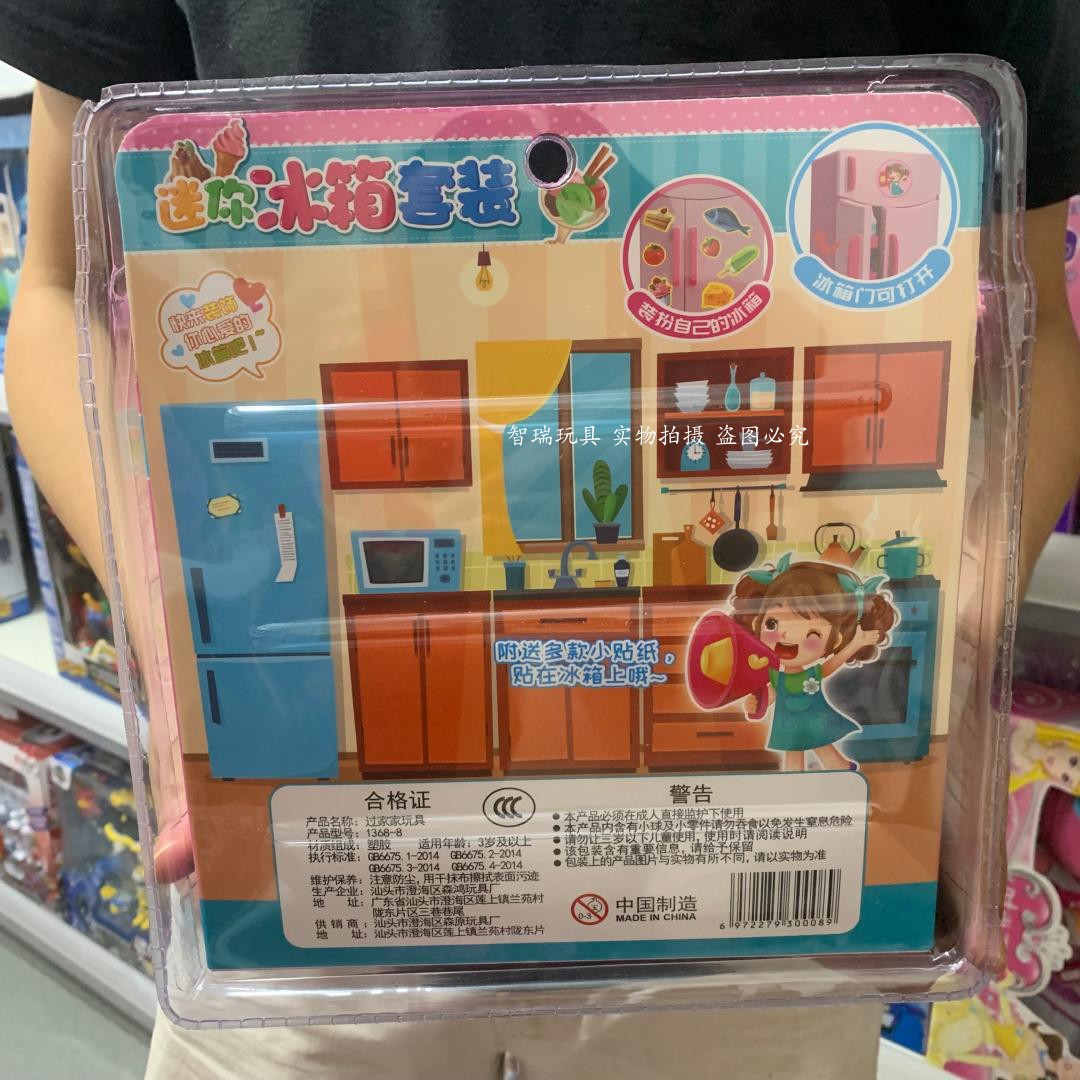 迷你冰箱套装
装扮自己的冰箱
冰箱门可打开
快来装饰
你心爱的
冰箱吧！~
智瑞玩具 实物拍摄 盗图必究
附送多款小贴纸，
贴在冰箱上哦~
合格证
产品名称：过家家玩具
产品型号：1368-8
材质组成：塑胶 适用年龄：3岁及以上
执行标准：GB6675.1-2014 GB6675.2-2014
GB6675.3-2014 GB6675.4-2014
维护保养：注意防尘，用干抹布擦拭表面污迹
生产企业：汕头市澄海区森鸿玩具厂
地 址：广东省汕头市澄海区莲上镇兰苑村
陇东片区三巷巷尾
供 销 商：汕头市澄海区森原玩具厂
地 址：汕头市澄海区莲上镇兰苑村陇东片
CCC
警告
●本产品必须在成人直接监护下使用
●本产品内含有小球及小零件请勿吞食以免发生窒息危险
●请勿让三岁以下儿童使用，使用时请阅读说明
●该包装含有重要信息，请给予保留
●包装上的产品图片与实物有所不同，请以实物为准
0-3
中国制造
MADE IN CHINA
6 972279 300089